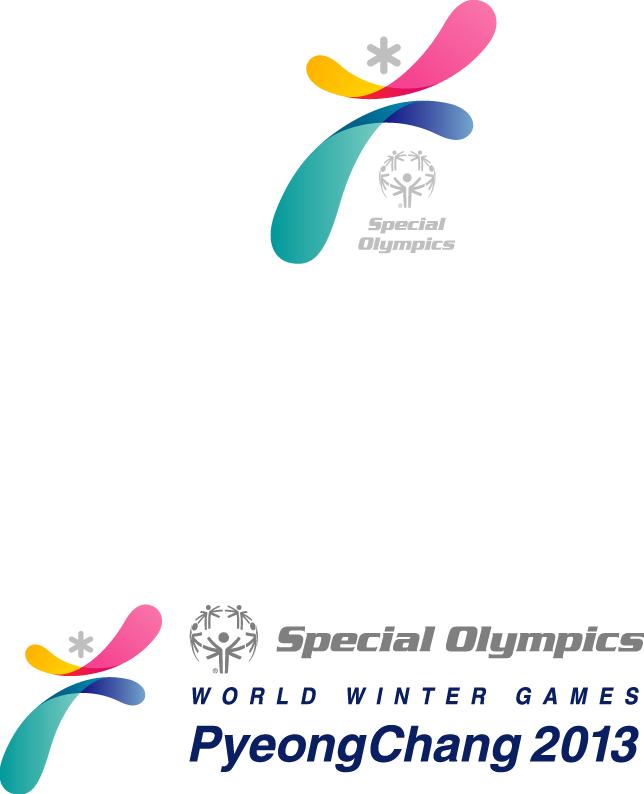 Special
Olympics
Special Olympics
WORLD WINTER GAMES
PyeongChang 2013